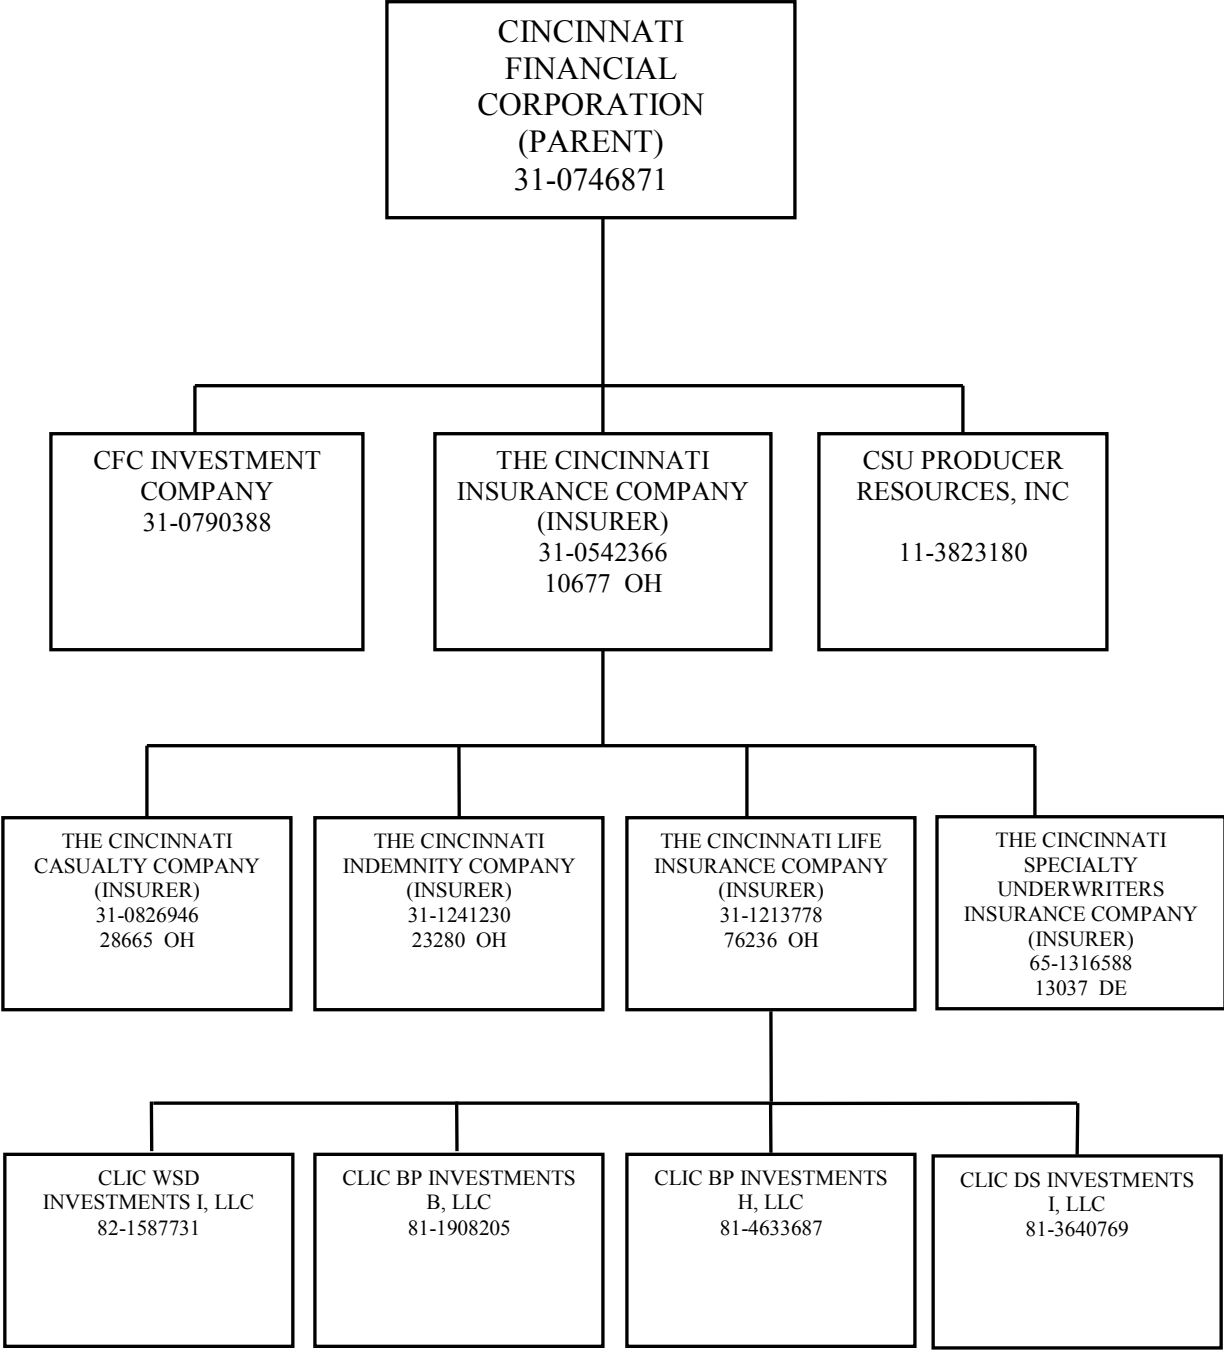 CINCINNATI
FINANCIAL
CORPORATION
(PARENT)
31-0746871
CFC INVESTMENT
COMPANY
31-0790388
THE CINCINNATI
INSURANCE COMPANY
(INSURER)
31-0542366
10677 OH
CSU PRODUCER
RESOURCES, INC
11-3823180
THE CINCINNATI
CASUALTY COMPANY
(INSURER)
31-0826946
28665 OH
THE CINCINNATI
INDEMNITY COMPANY
(INSURER)
31-1241230
23280 OH
THE CINCINNATI LIFE
INSURANCE COMPANY
(INSURER)
31-1213778
76236 OH
THE CINCINNATI
SPECIALTY
UNDERWRITERS
INSURANCE COMPANY
(INSURER)
65-1316588
13037 DE
CLIC WSD
INVESTMENTS I, LLC
82-1587731
CLIC BP INVESTMENTS
B, LLC
81-1908205
CLIC BP INVESTMENTS
H, LLC
81-4633687
CLIC DS INVESTMENTS
I, LLC
81-3640769